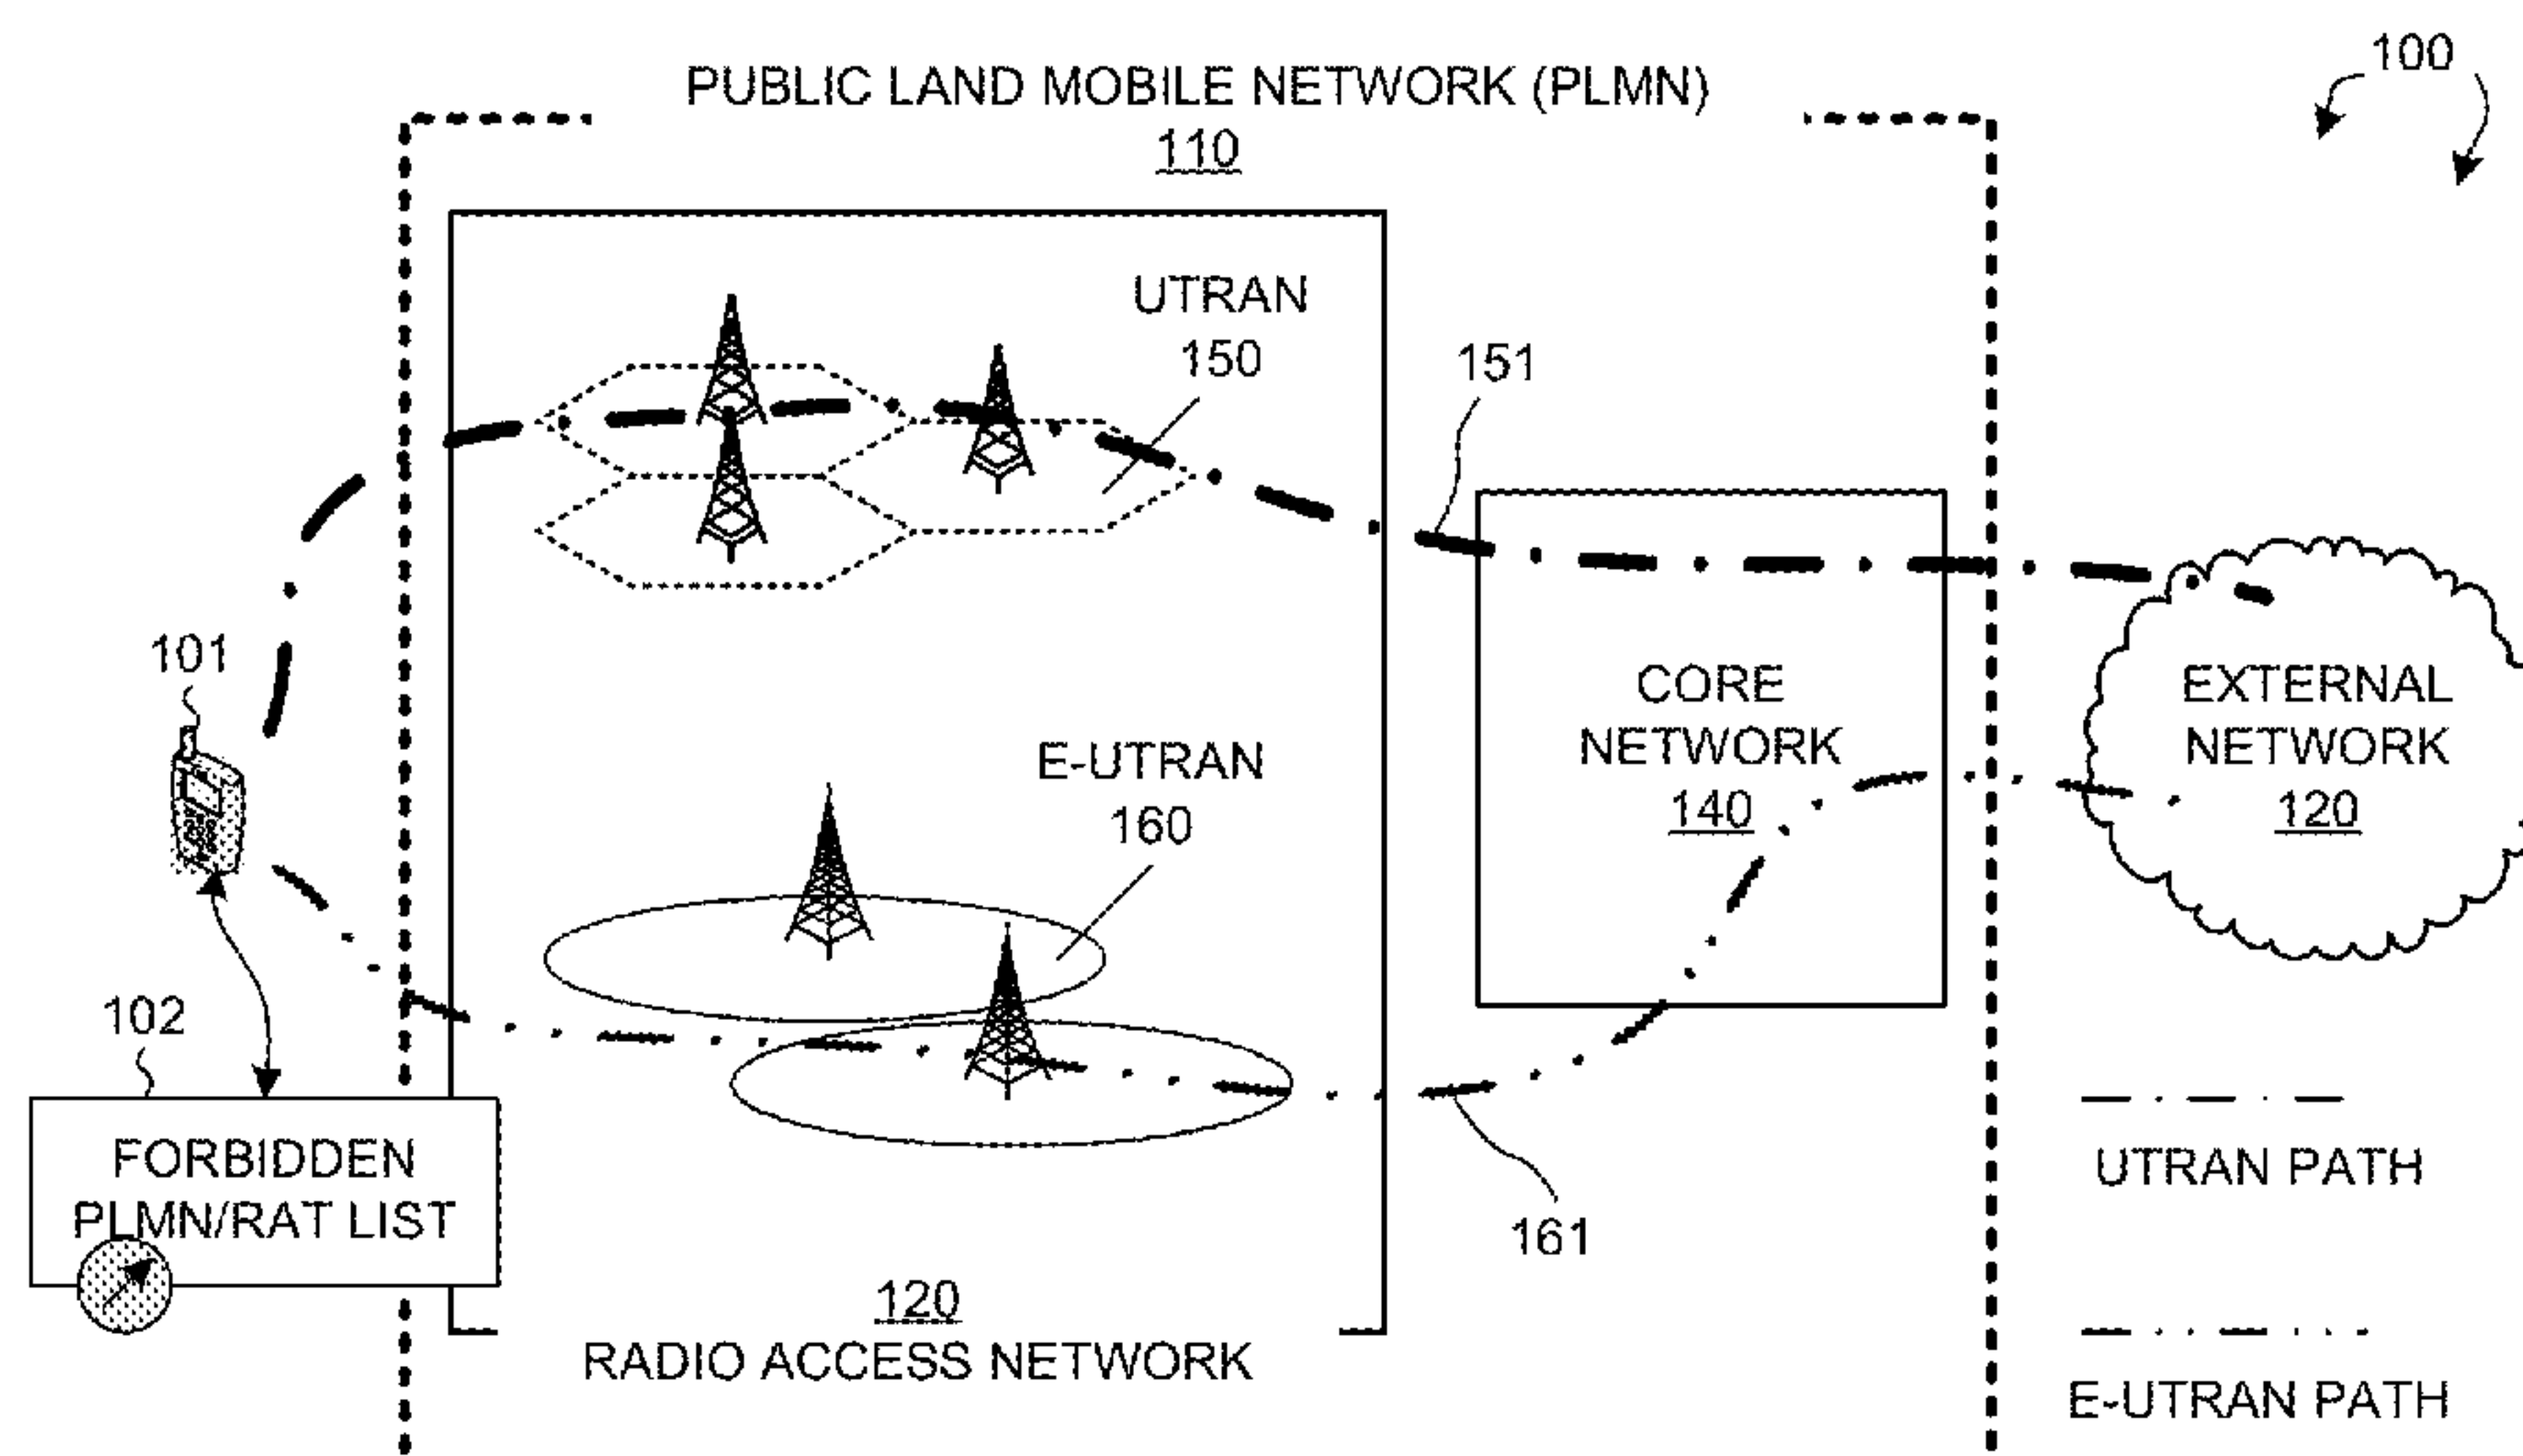 100
PUBLIC LAND MOBILE NETWORK (PLMN)
110
UTRAN
150
151
101
CORE
NETWORK
140
EXTERNAL
NETWORK
120
E-UTRAN
160
102
FORBIDDEN
PLMN/RAT LIST
161
UTRAN PATH
120
RADIO ACCESS NETWORK
E-UTRAN PATH